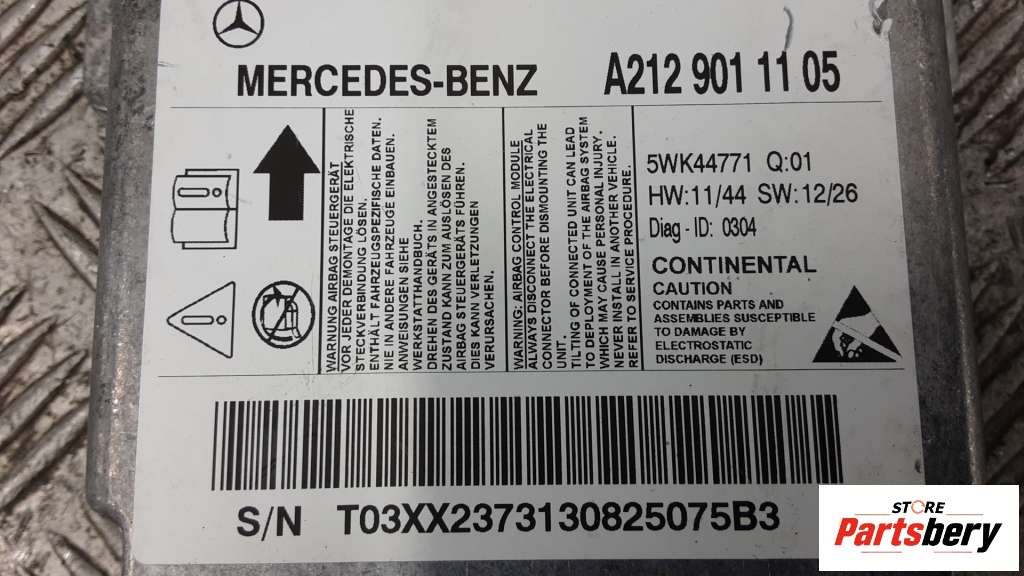 MERCEDES-BENZ A212 901 11 05
WARNUNG AIRBAG STEUERGERÄT
VOR JEDER DEMONTAGE DIE ELEKTRISCHE
STECKVERBINDUNG LÖSEN.
ENTHÄLT FAHRZEUGSPEZIFISCHE DATEN.
NIE IN ANDERE FAHRZEUGE EINBAUEN.
ANWEISUNGEN SIEHE
WERKSTATTHANDBUCH.
DREHEN DES GERÄTS IN ANGESTECKTEM
ZUSTAND KANN ZUM AUSLÖSEN DES
AIRBAG STEUERGERÄTS FÜHREN.
DIES KANN VERLETZUNGEN
VERURSACHEN.
WARNING: AIRBAG CONTROL MODULE
ALWAYS DISCONNECT THE ELECTRICAL
CONNECTOR BEFORE DISMOUNTING THE
UNIT.
TILTING OF CONNECTED UNIT CAN LEAD
TO DEPLOYMENT OF THE AIRBAG SYSTEM
WHICH MAY CAUSE PERSONAL INJURY.
NEVER INSTALL IN ANOTHER VEHICLE.
REFER TO SERVICE PROCEDURE.
5WK44771 Q:01
HW:11/44 SW:12/26
Diag - ID: 0304
CONTINENTAL
CAUTION
CONTAINS PARTS AND
ASSEMBLIES SUSCEPTIBLE
TO DAMAGE BY
ELECTROSTATIC
DISCHARGE (ESD)
S/N T03XX2373130825075B3
STORE
Partsbery